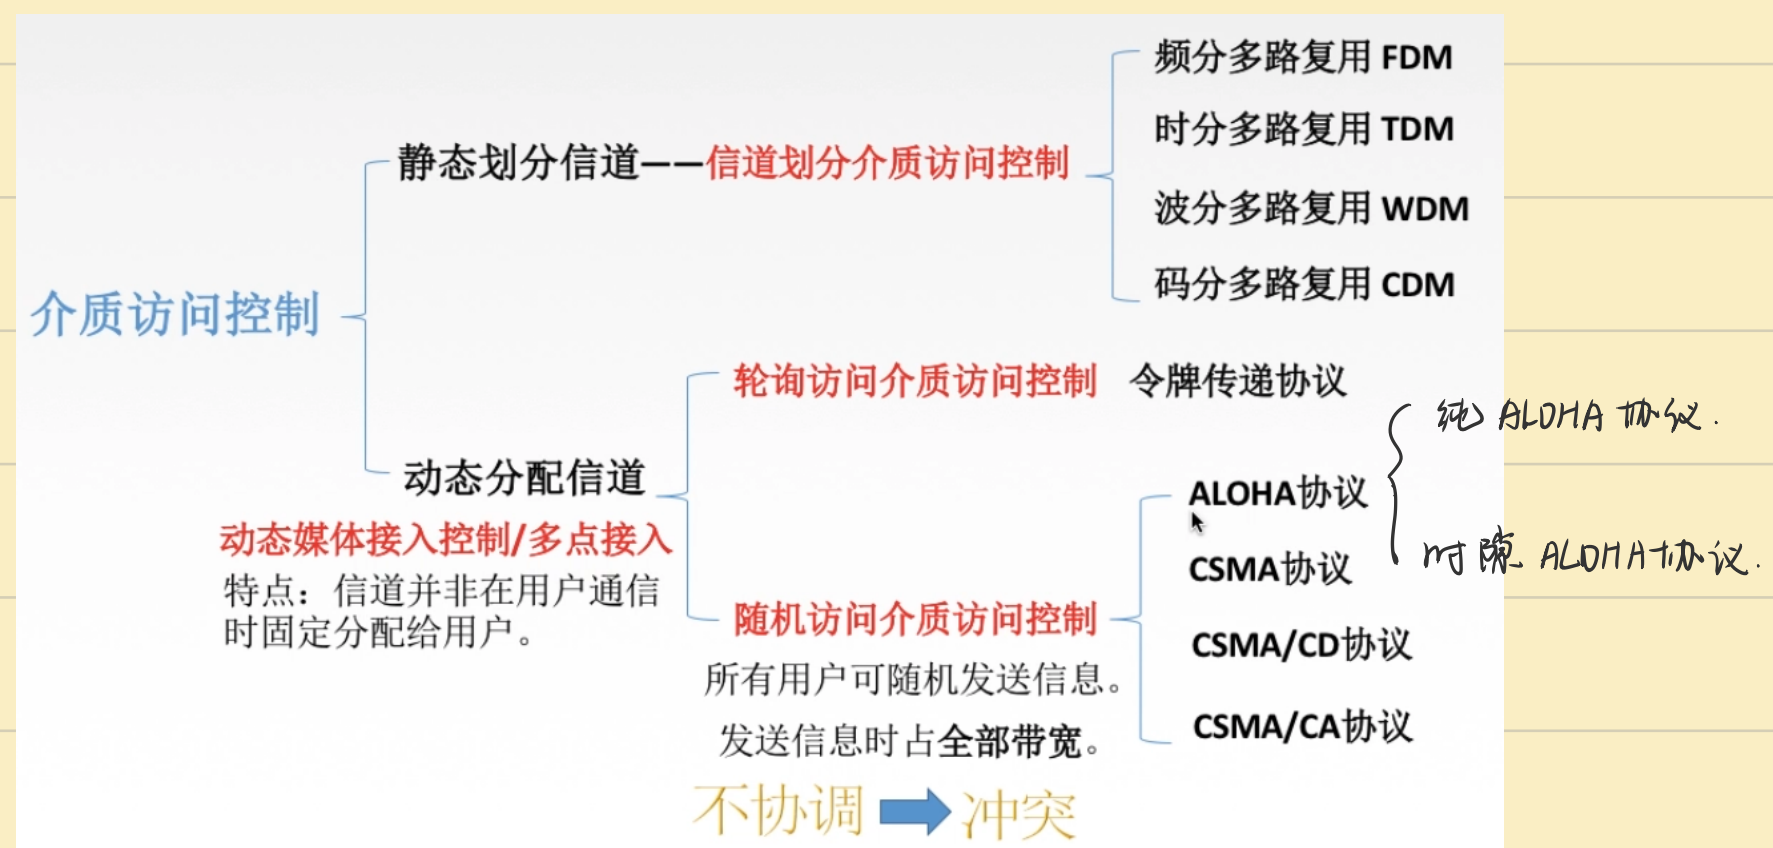 介质访问控制
静态划分信道——信道划分介质访问控制
频分多路复用 FDM
时分多路复用 TDM
波分多路复用 WDM
码分多路复用 CDM
动态分配信道
动态媒体接入控制/多点接入
特点：信道并非在用户通信
时固定分配给用户。
轮询访问介质访问控制 令牌传递协议
随机访问介质访问控制
所有用户可随机发送信息。
发送信息时占全部带宽。
不协调 冲突
ALOHA协议
CSMA协议
CSMA/CD协议
CSMA/CA协议
纯 ALOHA 协议.
时隙 ALOHA 协议.